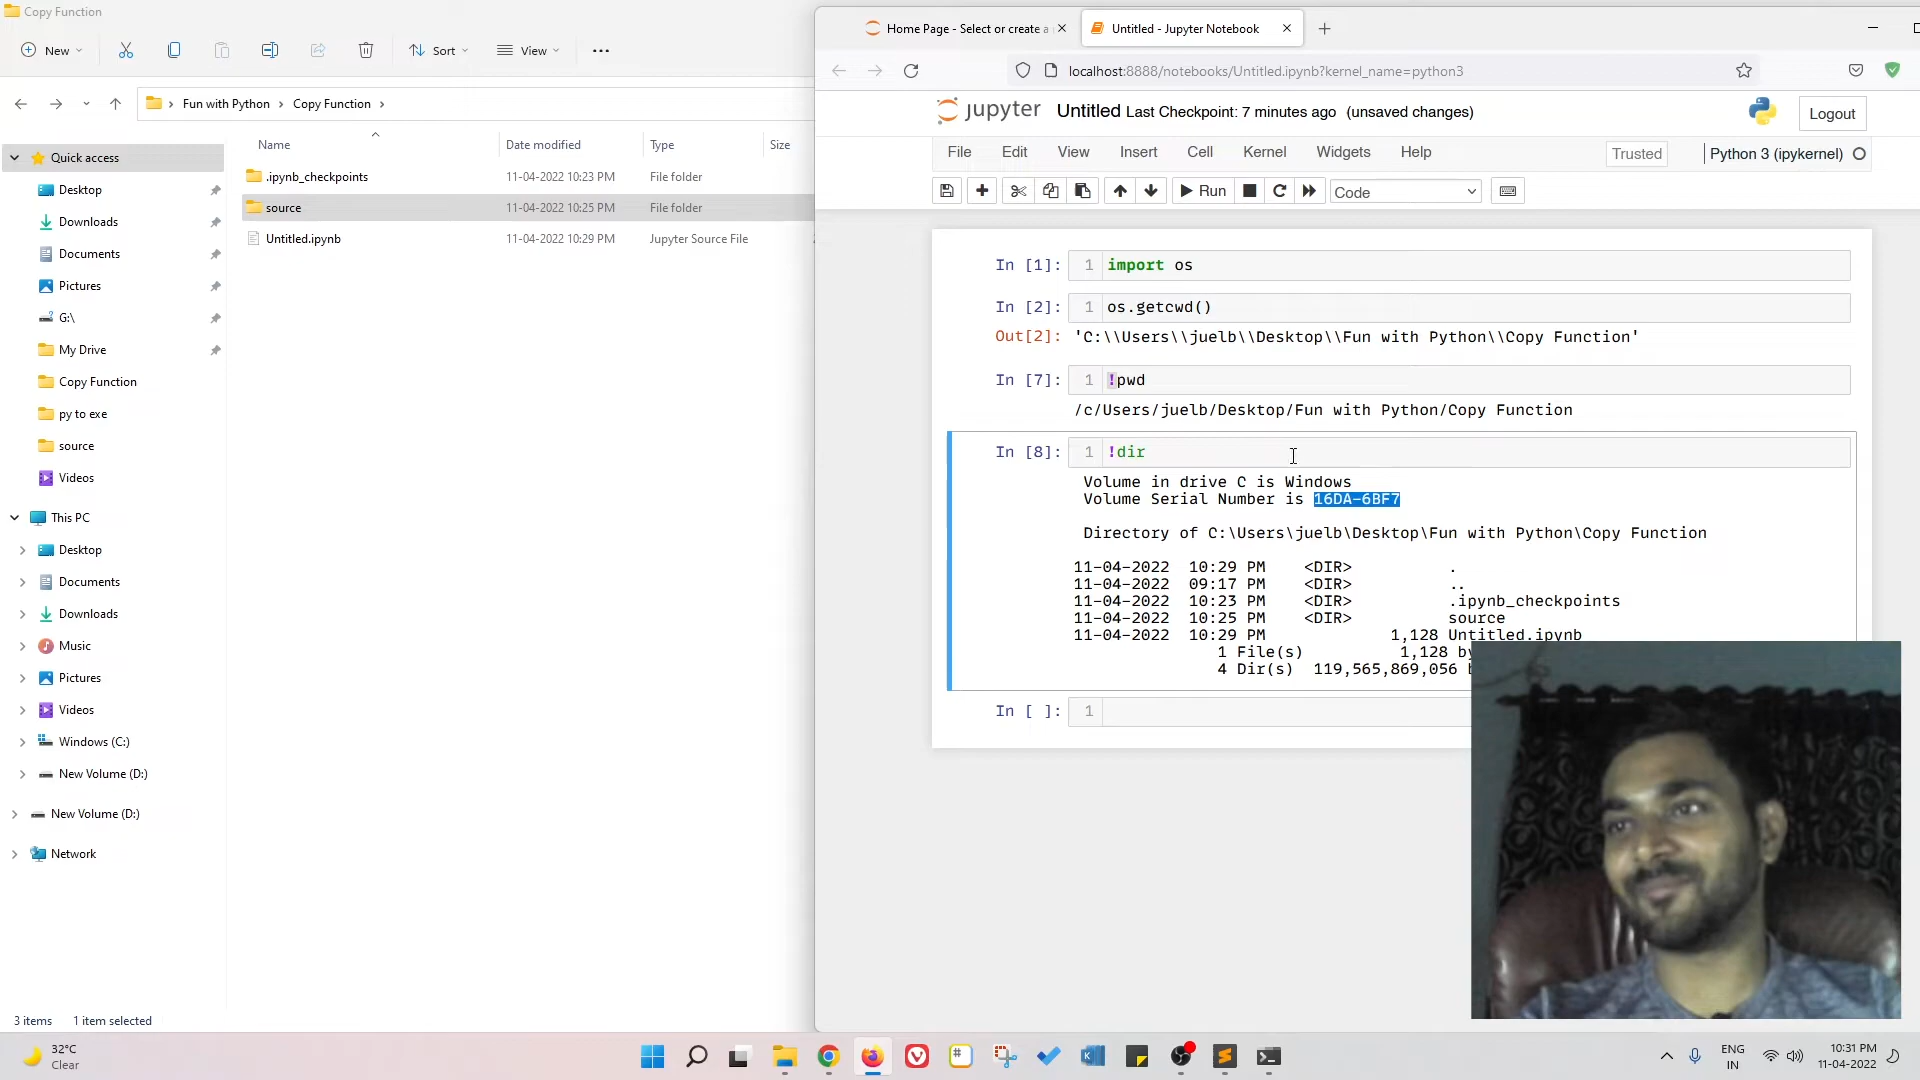 Copy Function
New
Sort
View
Fun with Python
Copy Function
Name
Date modified
Type
Size
.ipynb_checkpoints
11-04-2022 10:23 PM
File folder
source
11-04-2022 10:25 PM
File folder
Untitled.ipynb
11-04-2022 10:29 PM
Jupyter Source File
Quick access
Desktop
Downloads
Documents
Pictures
G:\
My Drive
Copy Function
py to exe
source
Videos
This PC
Desktop
Documents
Downloads
Music
Pictures
Videos
Windows (C:)
New Volume (D:)
New Volume (D:)
Network
3 items
1 item selected
Home Page - Select or create a
Untitled - Jupyter Notebook
localhost:8888/notebooks/Untitled.ipynb?kernel_name=python3
jupyter
Untitled Last Checkpoint: 7 minutes ago (unsaved changes)
Logout
File
Edit
View
Insert
Cell
Kernel
Widgets
Help
Trusted
Python 3 (ipykernel)
Run
Code
In [1]:
1 import os
In [2]:
1 os.getcwd()
Out[2]: 'C:\\Users\\juelb\\Desktop\\Fun with Python\\Copy Function'
In [7]:
1 !pwd
/c/Users/juelb/Desktop/Fun with Python/Copy Function
In [8]:
1 !dir
Volume in drive C is Windows
Volume Serial Number is 16DA-6BF7
Directory of C:\Users\juelb\Desktop\Fun with Python\Copy Function
11-04-2022 10:29 PM <DIR> .
11-04-2022 09:17 PM <DIR> ..
11-04-2022 10:23 PM <DIR> .ipynb_checkpoints
11-04-2022 10:25 PM <DIR> source
11-04-2022 10:29 PM 1,128 Untitled.ipynb
1 File(s) 1,128
4 Dir(s) 119,565,869,056
In [ ]:
1
32°C
Clear
ENG
IN
10:31 PM
11-04-2022